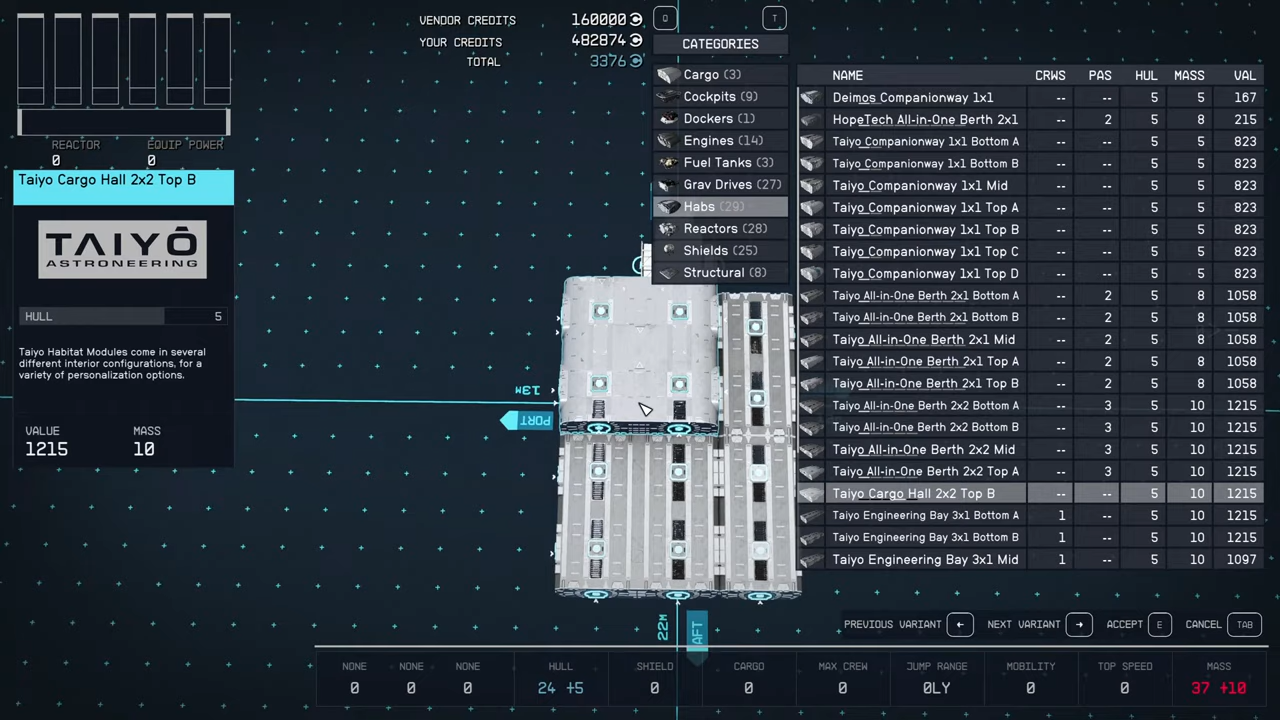 VENDOR CREDITS 160000
YOUR CREDITS 482874
TOTAL 3376
Q
T
CATEGORIES
Cargo (3)
Cockpits (9)
Dockers (1)
Engines (14)
Fuel Tanks (3)
Grav Drives (27)
Habs (29)
Reactors (28)
Shields (25)
Structural (8)
NAME CRWS PAS HUL MASS VAL
Deimos Companionway 1x1 -- -- 5 5 167
HopeTech All-in-One Berth 2x1 -- 2 5 8 215
Taiyo Companionway 1x1 Bottom A -- -- 5 5 823
Taiyo Companionway 1x1 Bottom B -- -- 5 5 823
Taiyo Companionway 1x1 Mid -- -- 5 5 823
Taiyo Companionway 1x1 Top A -- -- 5 5 823
Taiyo Companionway 1x1 Top B -- -- 5 5 823
Taiyo Companionway 1x1 Top C -- -- 5 5 823
Taiyo Companionway 1x1 Top D -- -- 5 5 823
Taiyo All-in-One Berth 2x1 Bottom A -- 2 5 8 1058
Taiyo All-in-One Berth 2x1 Bottom B -- 2 5 8 1058
Taiyo All-in-One Berth 2x1 Mid -- 2 5 8 1058
Taiyo All-in-One Berth 2x1 Top A -- 2 5 8 1058
Taiyo All-in-One Berth 2x1 Top B -- 2 5 8 1058
Taiyo All-in-One Berth 2x2 Bottom A -- 3 5 10 1215
Taiyo All-in-One Berth 2x2 Bottom B -- 3 5 10 1215
Taiyo All-in-One Berth 2x2 Mid -- 3 5 10 1215
Taiyo All-in-One Berth 2x2 Top A -- 3 5 10 1215
Taiyo Cargo Hall 2x2 Top B -- -- 5 10 1215
Taiyo Engineering Bay 3x1 Bottom A 1 -- 5 10 1215
Taiyo Engineering Bay 3x1 Bottom B 1 -- 5 10 1215
Taiyo Engineering Bay 3x1 Mid 1 -- 5 10 1097
REACTOR EQUIP POWER
0 0
Taiyo Cargo Hall 2x2 Top B
TAIYŌ
ASTRONEERING
HULL 5
Taiyo Habitat Modules come in several
different interior configurations, for a
variety of personalization options.
VALUE MASS
1215 10
13M
PORT
22M
AFT
PREVIOUS VARIANT ← NEXT VARIANT → ACCEPT E CANCEL TAB
NONE NONE NONE HULL SHIELD CARGO MAX CREW JUMP RANGE MOBILITY TOP SPEED MASS
0 0 0 24 +5 0 0 0 0LY 0 0 37 +10